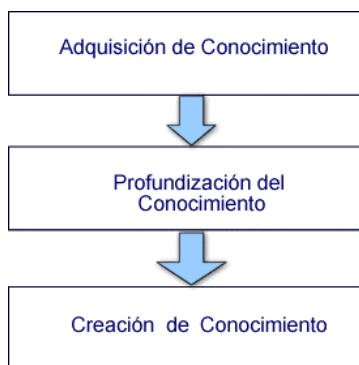 Adquisición de Conocimiento
Profundización del
Conocimiento
Creación de Conocimiento